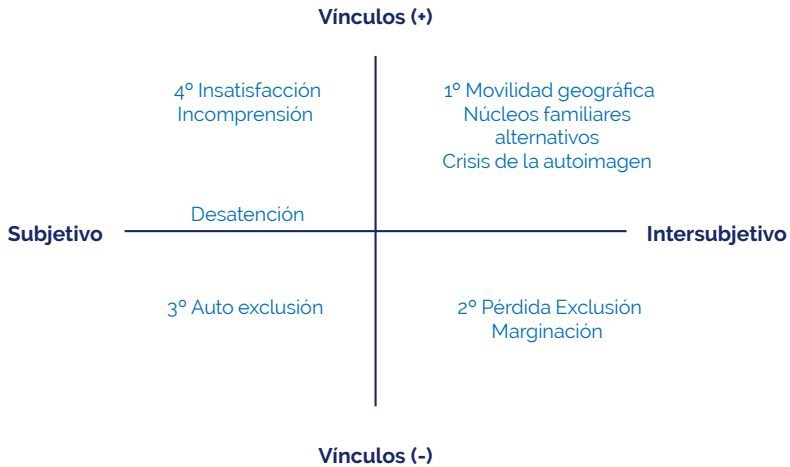 Vínculos (+)
4º Insatisfacción
Incomprensión
1º Movilidad geográfica
Núcleos familiares
alternativos
Crisis de la autoimagen
Desatención
Subjetivo
Intersubjetivo
3º Auto exclusión
2º Pérdida Exclusión
Marginación
Vínculos (-)